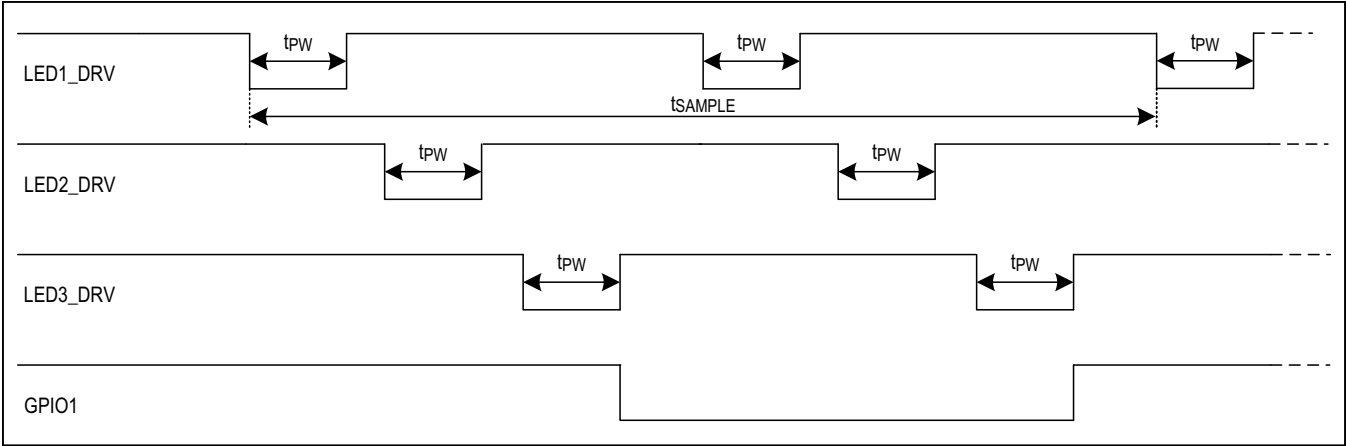 tPW tPW tPW
LED1_DRV
tSAMPLE
tPW tPW
LED2_DRV
tPW tPW
LED3_DRV
GPIO1